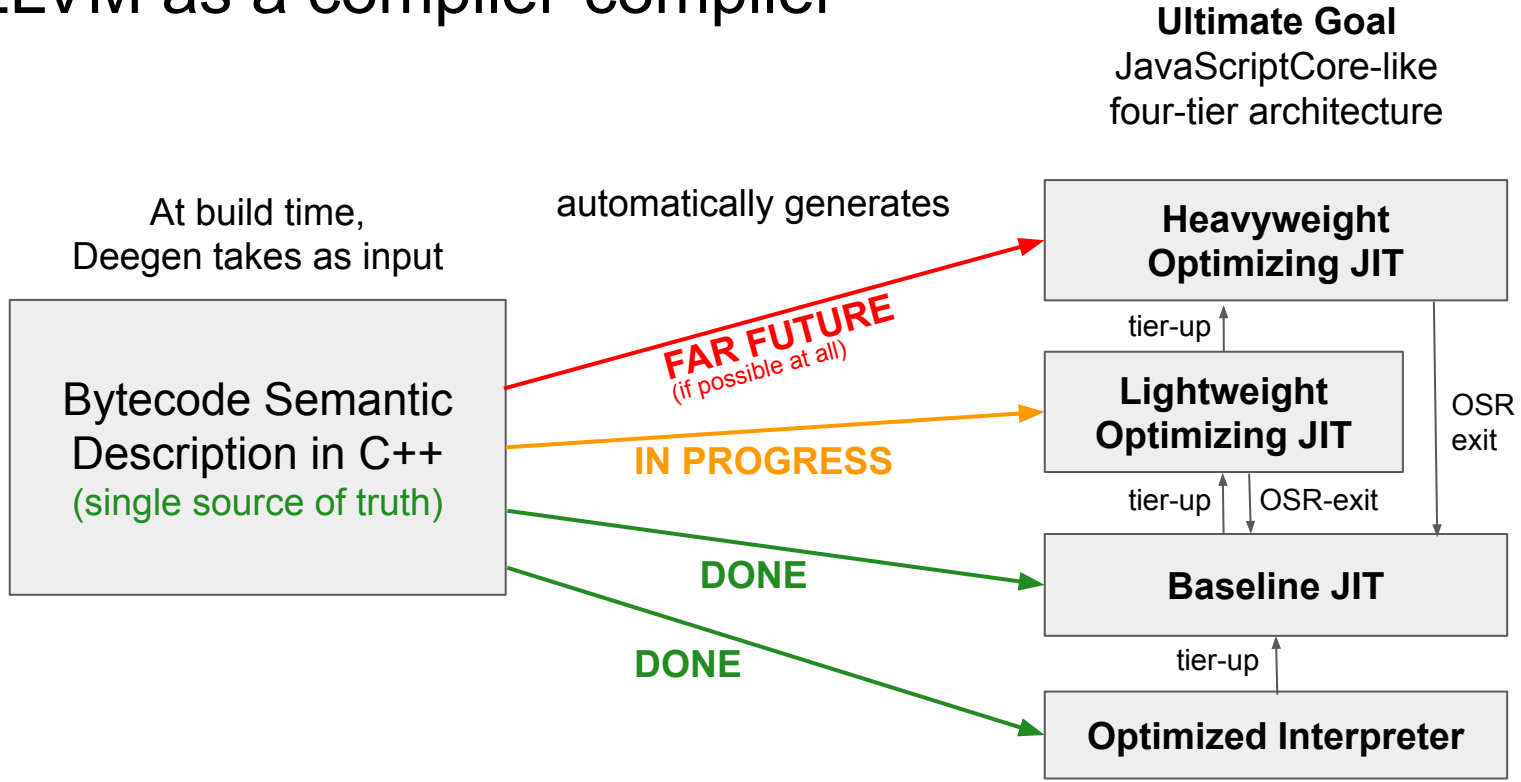 LLVM as a compiler-compiler
Ultimate Goal
JavaScriptCore-like
four-tier architecture
At build time,
Deegen takes as input
automatically generates
Bytecode Semantic
Description in C++
(single source of truth)
FAR FUTURE
(if possible at all)
IN PROGRESS
DONE
DONE
Heavyweight
Optimizing JIT
tier-up
Lightweight
Optimizing JIT
OSR
exit
tier-up
OSR-exit
Baseline JIT
tier-up
Optimized Interpreter